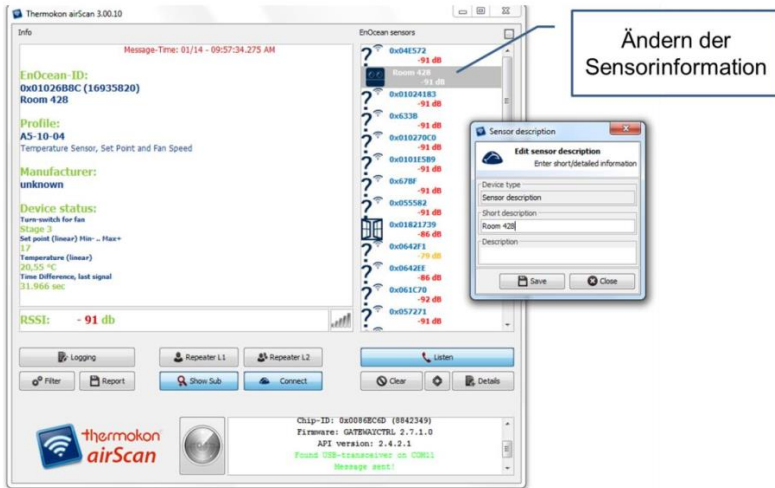 Thermokon airScan 3.00.10
Info
Message-Time: 01/14 - 09:57:34.275 AM
EnOcean-ID:
0x01026B8C (16935820)
Room 428
Profile:
A5-10-04
Temperature Sensor, Set Point and Fan Speed
Manufacturer:
unknown
Device status:
Turn-switch for fan
Stage 3
Set point (linear) Min- .. Max+
17
Temperature (linear)
20,55 °C
Time Difference, last signal
31.966 sec
RSSI: - 91 db
EnOcean sensors
0x04E572
-91 dB
Room 428
-91 dB
0x01024183
-91 dB
0x633B
-91 dB
0x010270C0
-91 dB
0x0101E5B9
-91 dB
0x67BF
-91 dB
0x055582
-91 dB
0x01821739
-86 dB
0x0642F1
-79 dB
0x0642EE
-86 dB
0x061C70
-92 dB
0x057271
-91 dB
Ändern der
Sensorinformation
Sensor description
Edit sensor description
Enter short/detailed information
Device type
Sensor description
Short description
Room 428
Description
Save
Close
Logging
Repeater L1
Repeater L2
Listen
Filter
Report
Show Sub
Connect
Clear
Details
thermokon
airScan
Chip-ID: 0x0086EC6D (8842349)
Firmware: GATEWAYCTRL 2.7.1.0
API version: 2.4.2.1
Found USB-transceiver on COM11
Message sent!